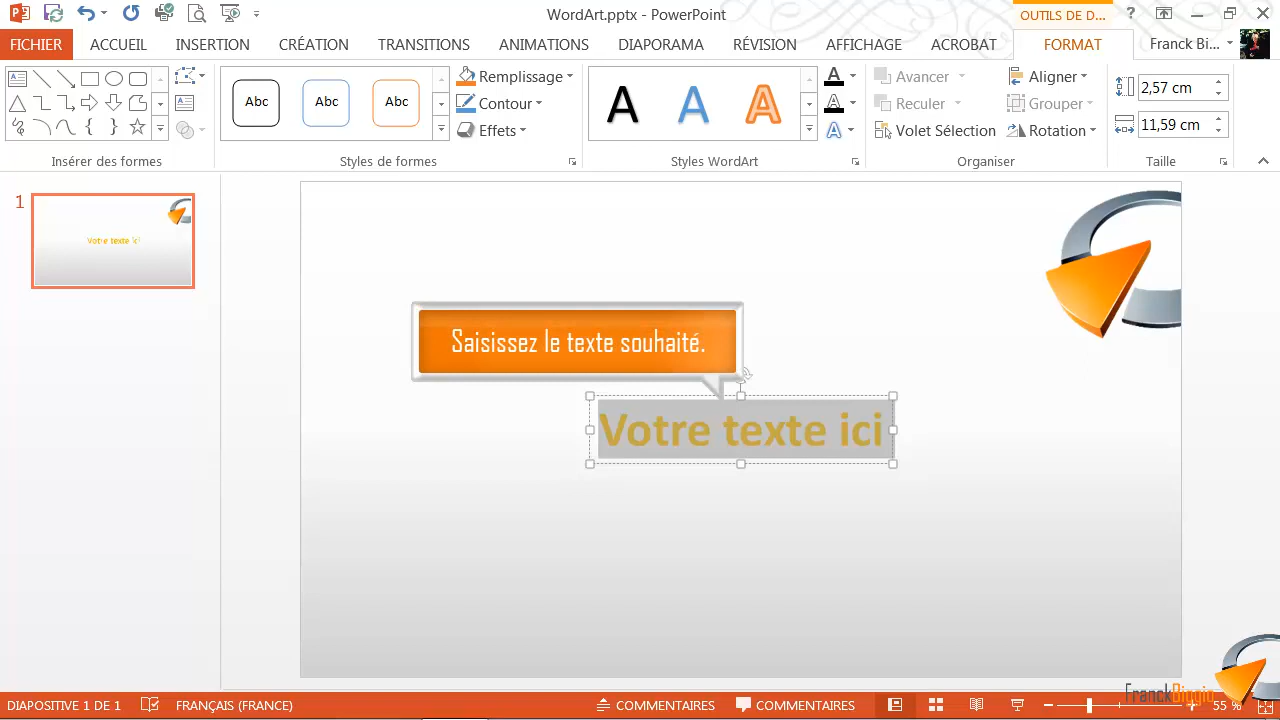 WordArt.pptx - PowerPoint
OUTILS DE D...
?
FICHIER
ACCUEIL
INSERTION
CRÉATION
TRANSITIONS
ANIMATIONS
DIAPORAMA
RÉVISION
AFFICHAGE
ACROBAT
FORMAT
Franck Bi...
Abc
Abc
Abc
Remplissage
Contour
Effets
A
A
A
A
A
A
Avancer
Reculer
Volet Sélection
Aligner
Grouper
Rotation
2,57 cm
11,59 cm
Insérer des formes
Styles de formes
Styles WordArt
Organiser
Taille
1
Votre texte ici
Saisissez le texte souhaité.
Votre texte ici
FranckBiggio
DIAPOSITIVE 1 DE 1
FRANÇAIS (FRANCE)
COMMENTAIRES
COMMENTAIRES
55 %